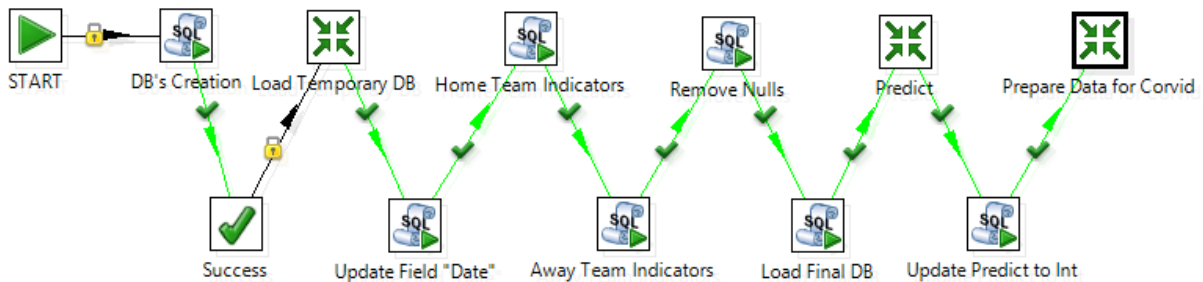 START
SQL
DB's Creation
Success
Load Temporary DB
SQL
Update Field "Date"
SQL
Home Team Indicators
SQL
Away Team Indicators
SQL
Remove Nulls
SQL
Load Final DB
Predict
SQL
Update Predict to Int
Prepare Data for Corvid